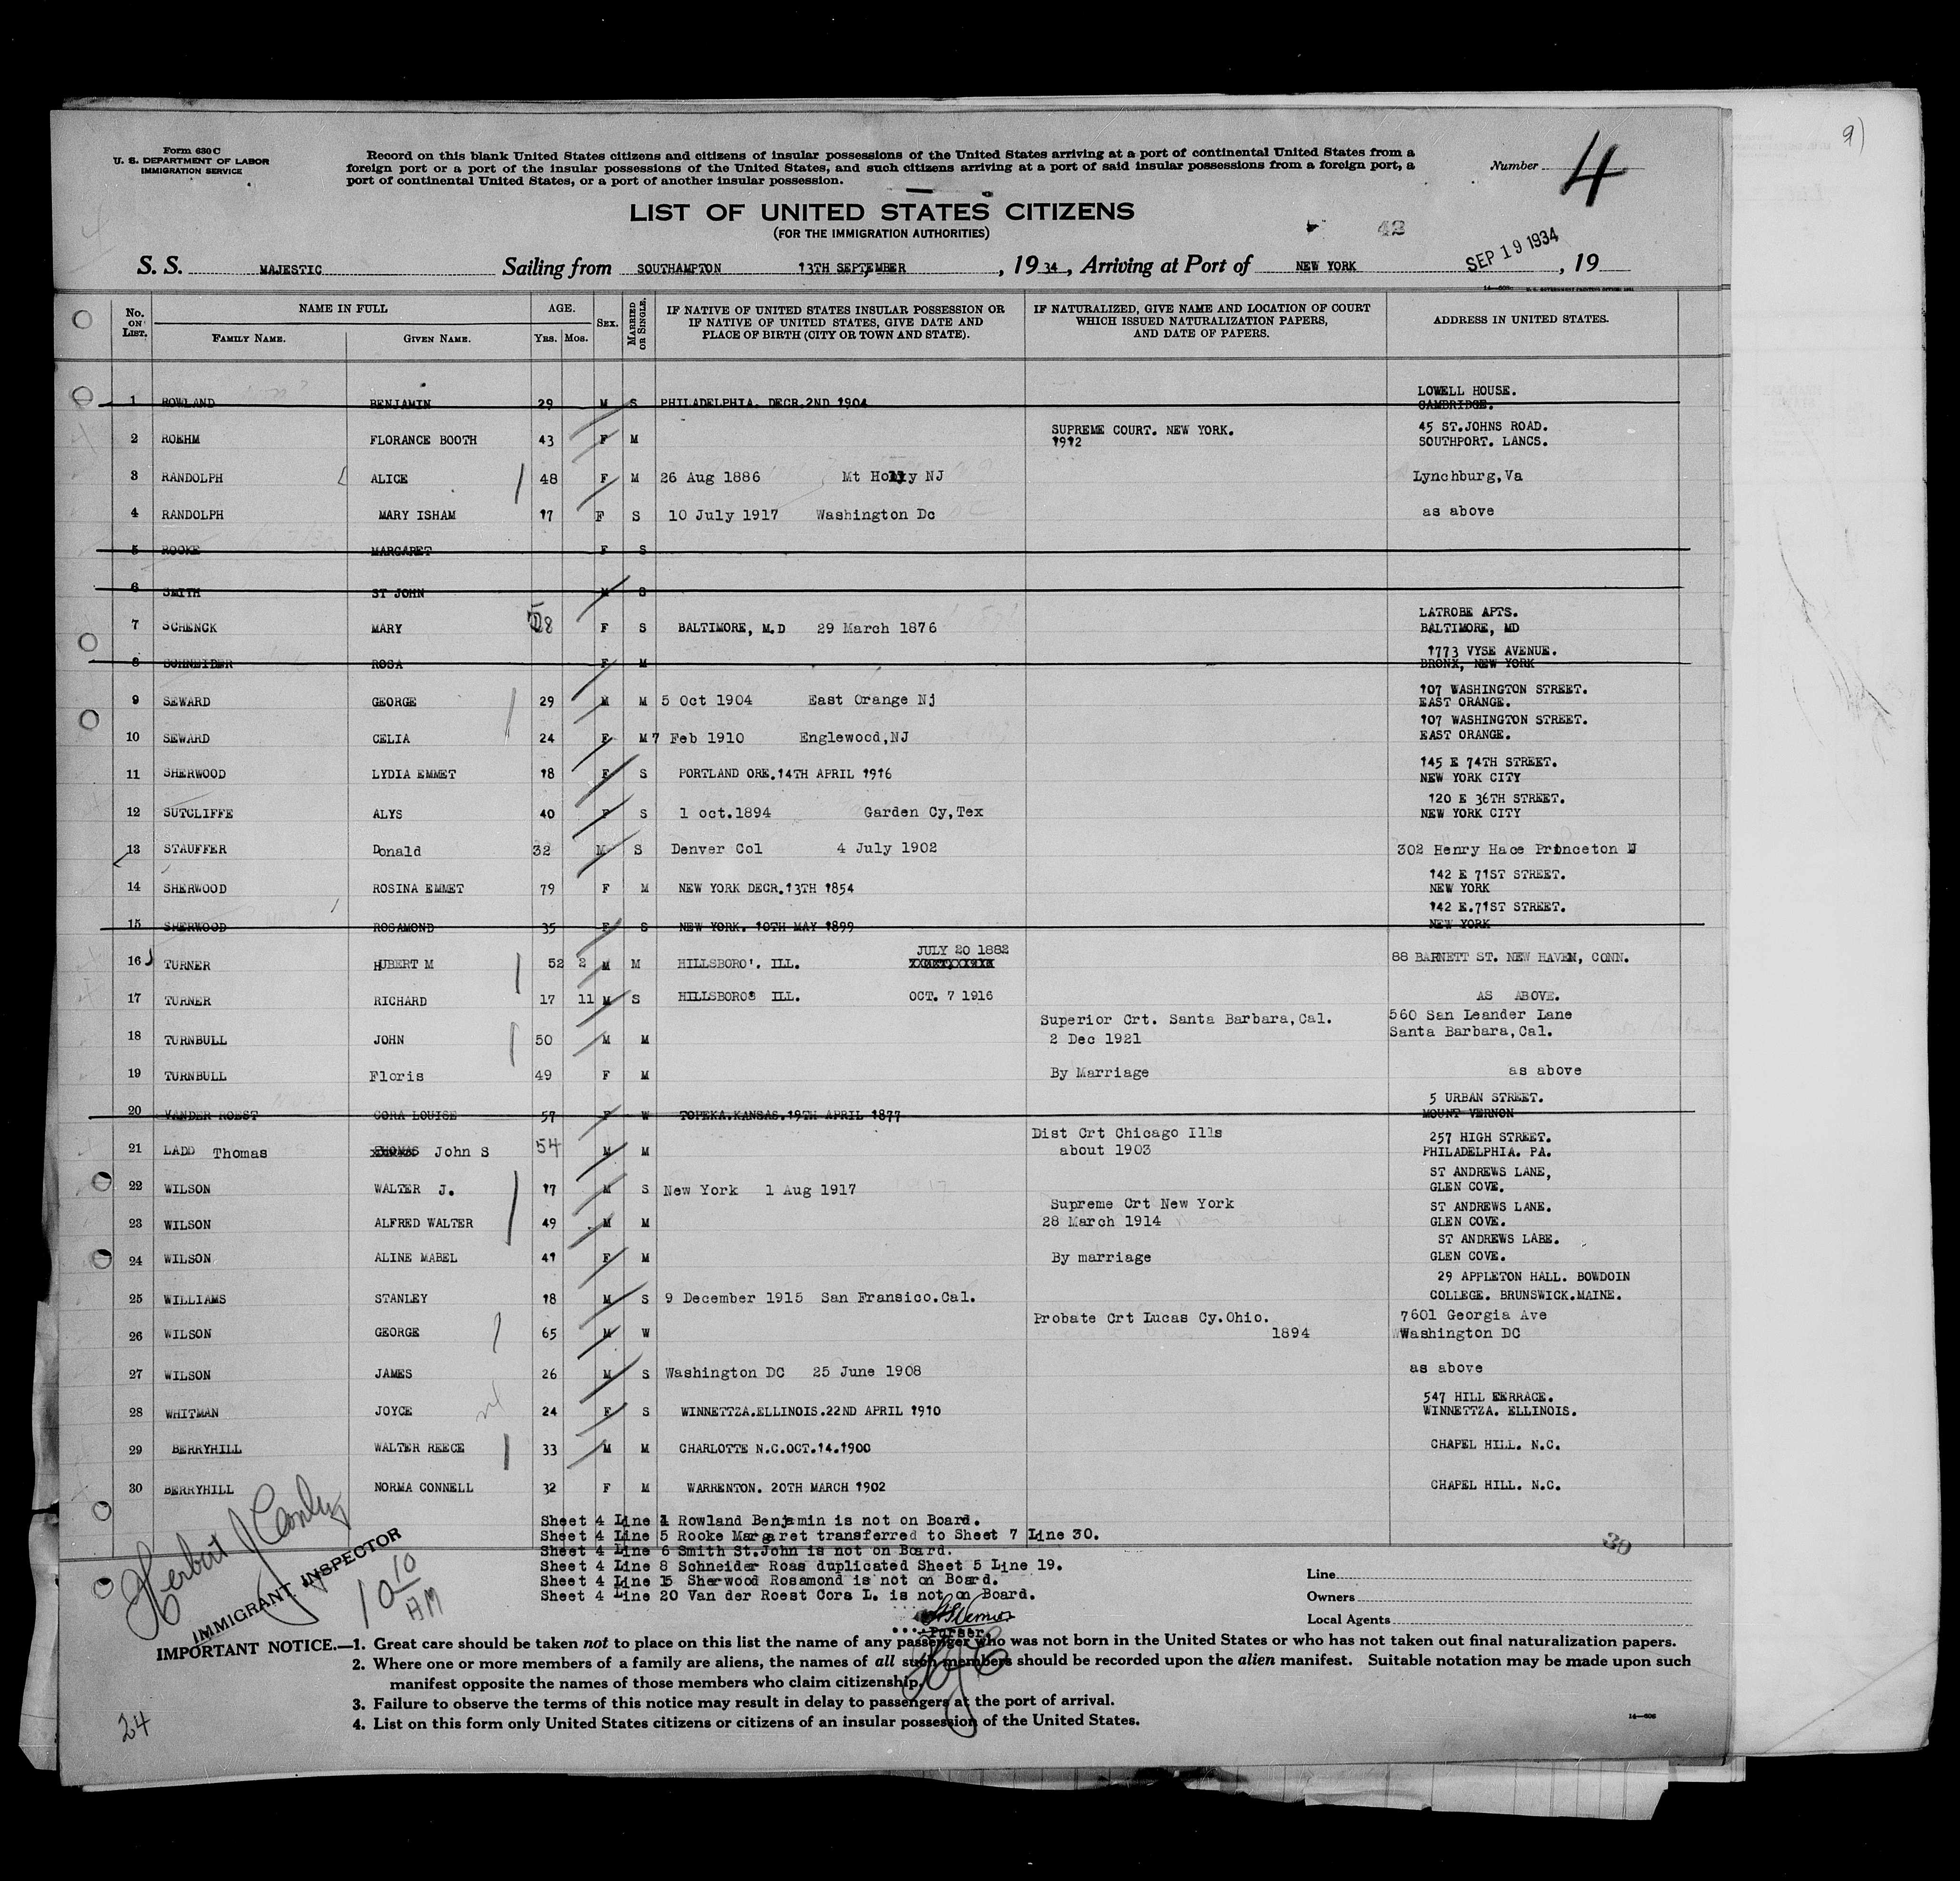 9)
Form 630 C
U. S. DEPARTMENT OF LABOR
IMMIGRATION SERVICE
Record on this blank United States citizens and citizens of insular possessions of the United States arriving at a port of continental United States from a
foreign port or a port of the insular possessions of the United States, and such citizens arriving at a port of said insular possessions from a foreign port, a
port of continental United States, or a port of another insular possession.
Number 4
LIST OF UNITED STATES CITIZENS
(FOR THE IMMIGRATION AUTHORITIES)
42
S. S. MAJESTIC Sailing from SOUTHAMPTON 13TH SEPTEMBER , 19 34, Arriving at Port of NEW YORK SEP 19 1934 , 19
No. ON LIST. NAME IN FULL FAMILY NAME. GIVEN NAME. AGE. YRS. MOS. SEX. MARRIED OR SINGLE. IF NATIVE OF UNITED STATES INSULAR POSSESSION OR IF NATIVE OF UNITED STATES, GIVE DATE AND PLACE OF BIRTH (CITY OR TOWN AND STATE). IF NATURALIZED, GIVE NAME AND LOCATION OF COURT WHICH ISSUED NATURALIZATION PAPERS, AND DATE OF PAPERS. ADDRESS IN UNITED STATES.
1 ROWLAND BENJAMIN 29 M S PHILADELPHIA. DECR.2ND 1904 LOWELL HOUSE. CAMBRIDGE.
2 ROEHM FLORANCE BOOTH 43 F M SUPREME COURT. NEW YORK. 1912 45 ST.JOHNS ROAD. SOUTHPORT. LANCS.
3 RANDOLPH ALICE 48 F M 26 Aug 1886 Mt Holly NJ Lynchburg,Va
4 RANDOLPH MARY ISHAM 17 F S 10 July 1917 Washington Dc as above
5 ROOKE MARGARET F S
6 SMITH ST JOHN M S
7 SCHENCK MARY 58 F S BALTIMORE, M.D 29 March 1876 LATROBE APTS. BALTIMORE, MD
8 SCHNEIDER ROSA F M 1773 VYSE AVENUE. BRONX, NEW YORK
9 SEWARD GEORGE 29 M M 5 Oct 1904 East Orange Nj 107 WASHINGTON STREET. EAST ORANGE.
10 SEWARD CELIA 24 F M 7 Feb 1910 Englewood,NJ 107 WASHINGTON STREET. EAST ORANGE.
11 SHERWOOD LYDIA EMMET 18 F S PORTLAND ORE.14TH APRIL 1916 145 E 74TH STREET. NEW YORK CITY
12 SUTCLIFFE ALYS 40 F S 1 oct.1894 Garden Cy,Tex 120 E 36TH STREET. NEW YORK CITY
13 STAUFFER Donald 32 M S Denver Col 4 July 1902 302 Henry Hace Princeton NJ
14 SHERWOOD ROSINA EMMET 79 F M NEW YORK DECR.13TH 1854 142 E 71ST STREET. NEW YORK
15 SHERWOOD ROSAMOND 35 F S NEW YORK. 10TH MAY 1899 142 E.71ST STREET. NEW YORK
16 TURNER HUBERT M 52 2 M M HILLSBORO'. ILL. JULY 20 1882 88 BARNETT ST. NEW HAVEN, CONN.
17 TURNER RICHARD 17 11 M S HILLSBORO8 ILL. OCT. 7 1916 AS ABOVE.
18 TURNBULL JOHN 50 M M Superior Crt. Santa Barbara,Cal. 2 Dec 1921 560 San Leander Lane Santa Barbara,Cal.
19 TURNBULL Floris 49 F M By Marriage as above
20 VANDER ROEST CORA LOUISE 57 F W TOPEKA.KANSAS.19TH APRIL 1877 5 URBAN STREET. MOUNT VERNON
21 LADD Thomas THOMAS John S 54 M M Dist Crt Chicago Ills about 1903 257 HIGH STREET. PHILADELPHIA. PA.
22 WILSON WALTER J. 17 M S New York 1 Aug 1917 ST ANDREWS LANE, GLEN COVE.
23 WILSON ALFRED WALTER 49 M M Supreme Crt New York 28 March 1914 ST ANDREWS LANE. GLEN COVE.
24 WILSON ALINE MABEL 41 F M By marriage ST ANDREWS LABE. GLEN COVE.
25 WILLIAMS STANLEY 18 M S 9 December 1915 San Fransico.Cal. 29 APPLETON HALL. BOWDOIN COLLEGE. BRUNSWICK.MAINE.
26 WILSON GEORGE 65 M W Probate Crt Lucas Cy.Ohio. 1894 7601 Georgia Ave Washington DC
27 WILSON JAMES 26 M S Washington DC 25 June 1908 as above
28 WHITMAN JOYCE 24 F S WINNETTZA.ELLINOIS.22ND APRIL 1910 547 HILL EERRACE. WINNETTZA. ELLINOIS.
29 BERRYHILL WALTER REECE 33 M M CHARLOTTE N.C.OCT.14.1900 CHAPEL HILL. N.C.
30 BERRYHILL NORMA CONNELL 32 F M WARRENTON. 20TH MARCH 1902 CHAPEL HILL. N.C.
Sheet 4 Line 1 Rowland Benjamin is not on Board.
Sheet 4 Line 5 Rooke Margaret transferred to Sheet 7 Line 30.
Sheet 4 Line 6 Smith St.John is not on Board.
Sheet 4 Line 8 Schneider Rosa duplicated Sheet 5 Line 19.
Sheet 4 Line 15 Sherwood Rosamond is not on Board.
Sheet 4 Line 20 Van der Roest Cora L. is not on Board.
Purser.
30
Herbert J Conley
IMMIGRANT INSPECTOR
10 10 AM
Line
Owners
Local Agents
IMPORTANT NOTICE.—1. Great care should be taken not to place on this list the name of any passenger who was not born in the United States or who has not taken out final naturalization papers.
2. Where one or more members of a family are aliens, the names of all such members should be recorded upon the alien manifest. Suitable notation may be made upon such
manifest opposite the names of those members who claim citizenship.
3. Failure to observe the terms of this notice may result in delay to passengers at the port of arrival.
4. List on this form only United States citizens or citizens of an insular possession of the United States.
24
14—606